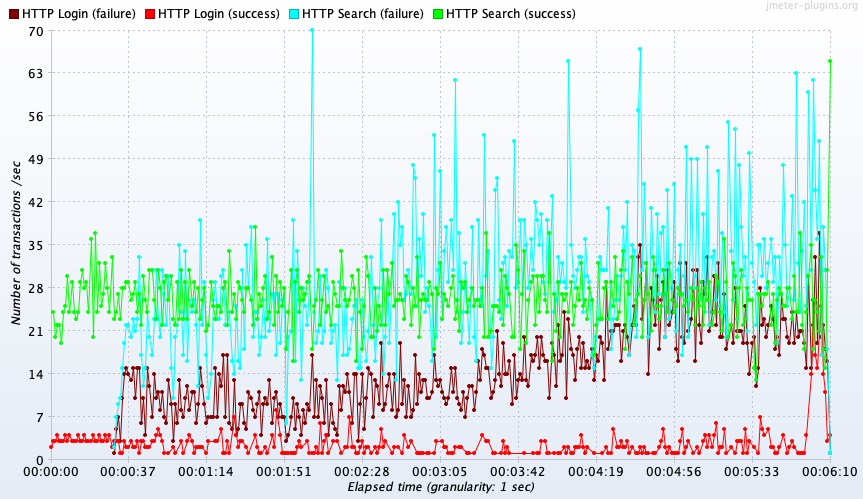 jmeter-plugins.org
HTTP Login (failure) HTTP Login (success) HTTP Search (failure) HTTP Search (success)
70
63
56
49
42
35
28
21
14
7
0
Number of transactions /sec
00:00:00 00:00:37 00:01:14 00:01:51 00:02:28 00:03:05 00:03:42 00:04:19 00:04:56 00:05:33 00:06:10
Elapsed time (granularity: 1 sec)